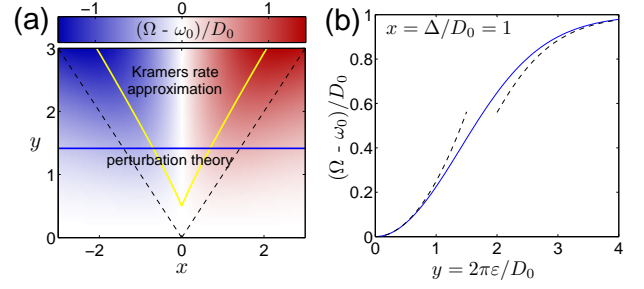 (a)
(Ω - ω₀)/D₀
−1 0 1
Kramers rate
approximation
perturbation theory
y
3
2
1
0
−2 0 2
x
(b)
x = Δ/D₀ = 1
(Ω - ω₀)/D₀
1
0.8
0.6
0.4
0.2
0
0 1 2 3 4
y = 2πε/D₀